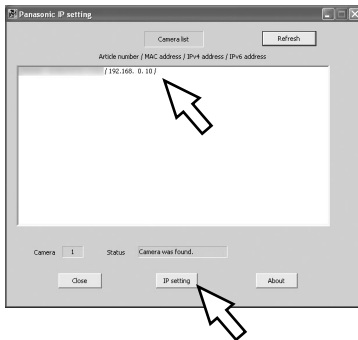 Panasonic IP setting
Camera list
Refresh
Article number / MAC address / IPv4 address / IPv6 address
/ 192.168. 0. 10 /
Camera 1 Status Camera was found.
Close IP setting About